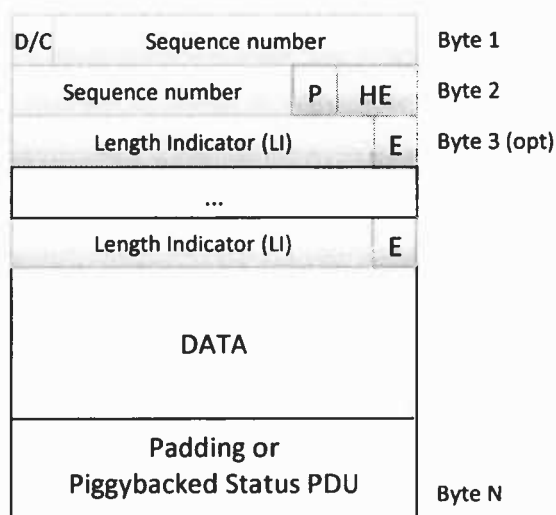 D/C Sequence number Byte 1
Sequence number P HE Byte 2
Length Indicator (LI) E Byte 3 (opt)
...
Length Indicator (LI) E
DATA
Padding or
Piggybacked Status PDU Byte N